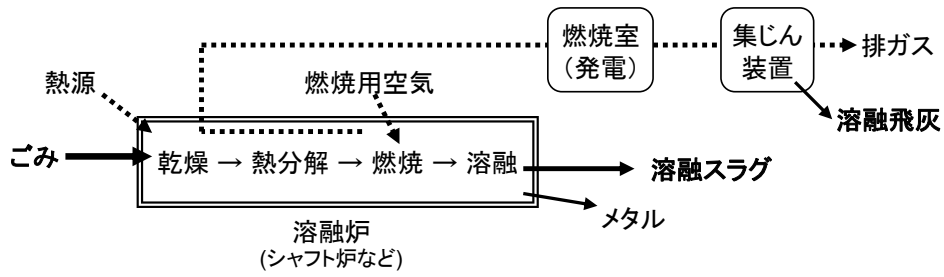 燃焼室
（発電）
集じん
装置
排ガス
熱源
燃焼用空気
溶融飛灰
ごみ
乾燥 → 熱分解 → 燃焼 → 溶融
溶融スラグ
メタル
溶融炉
(シャフト炉など)